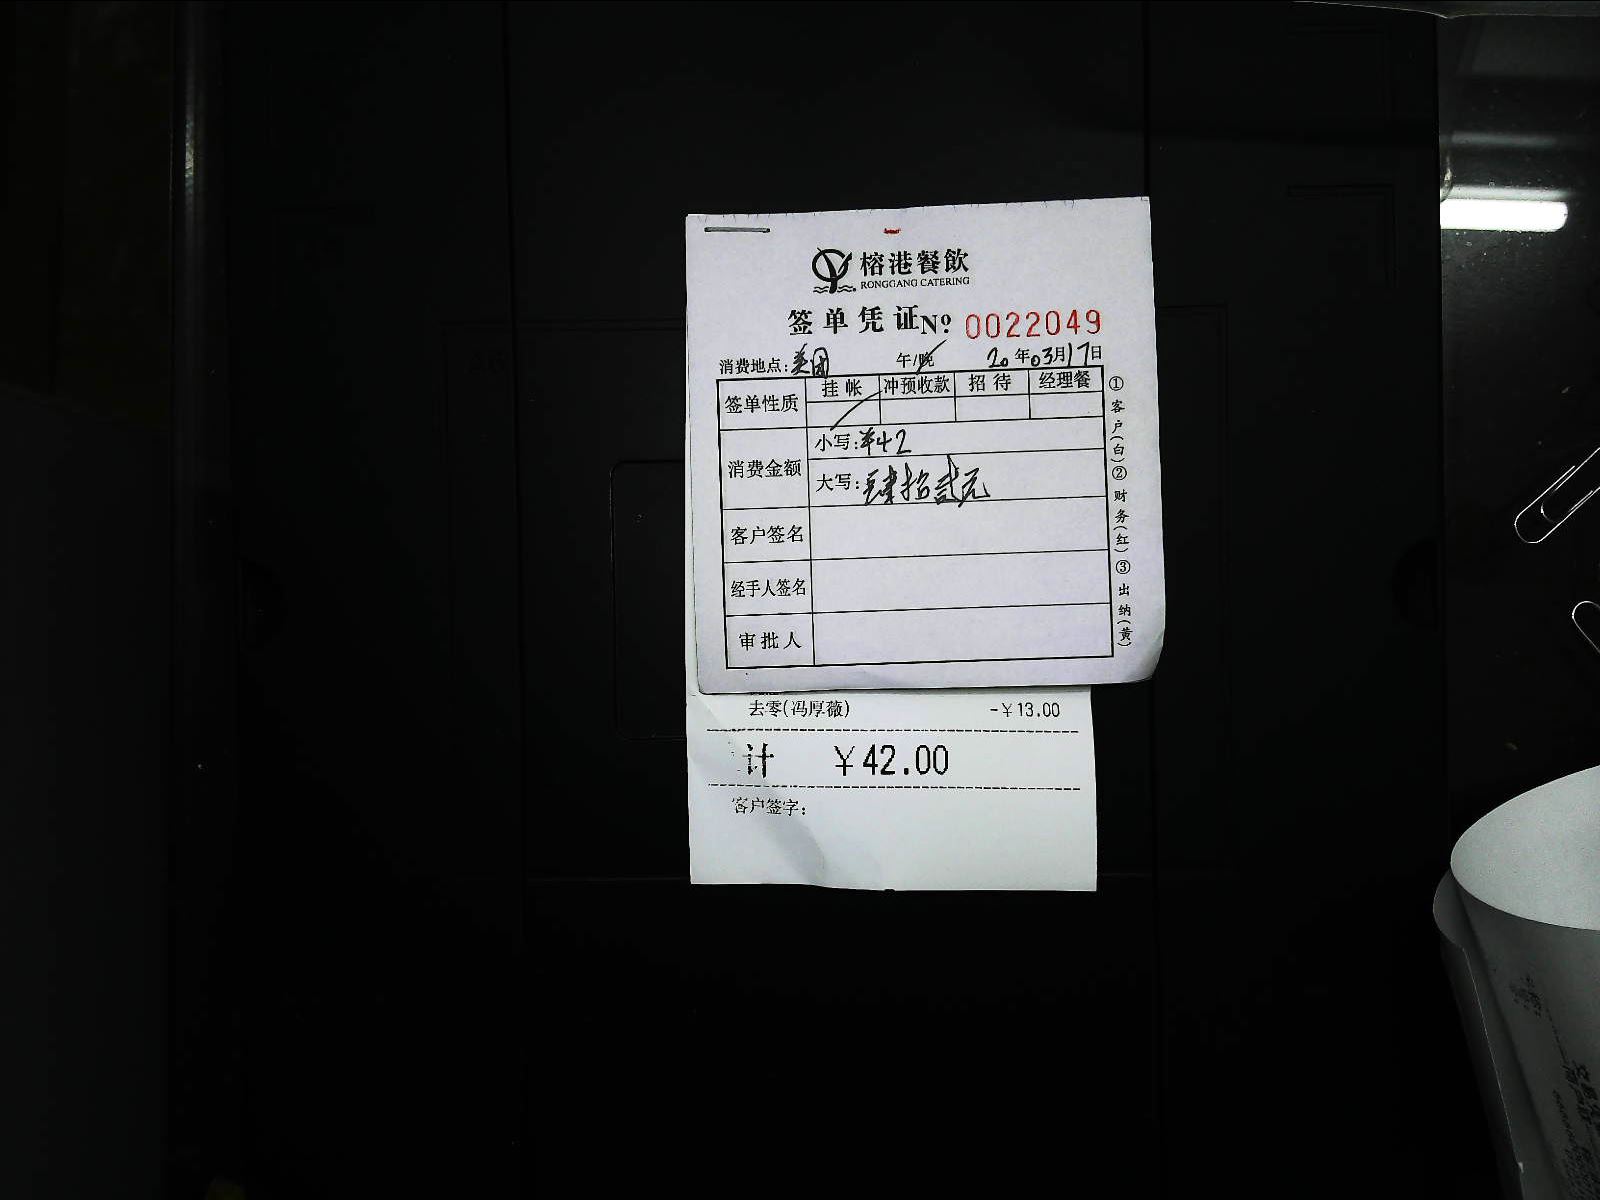 榕港餐飲
RONGGANG CATERING
签单凭证№ 0022049
消费地点:美团 午/晚 20年03月17日
签单性质 挂帐 冲预收款 招待 经理餐
消费金额 小写:¥42
大写:肆拾贰元
客户签名
经手人签名
审批人
①客户(白)②财务(红)③出纳(黄)
去零(冯厚薇) -￥13.00
计 ￥42.00
客户签字: